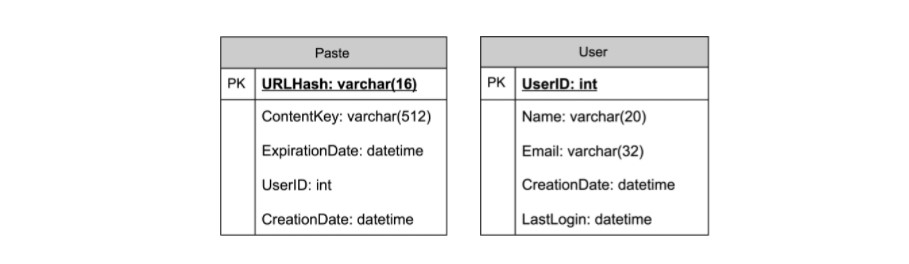 Paste
PK URLHash: varchar(16)
ContentKey: varchar(512)
ExpirationDate: datetime
UserID: int
CreationDate: datetime
User
PK UserID: int
Name: varchar(20)
Email: varchar(32)
CreationDate: datetime
LastLogin: datetime